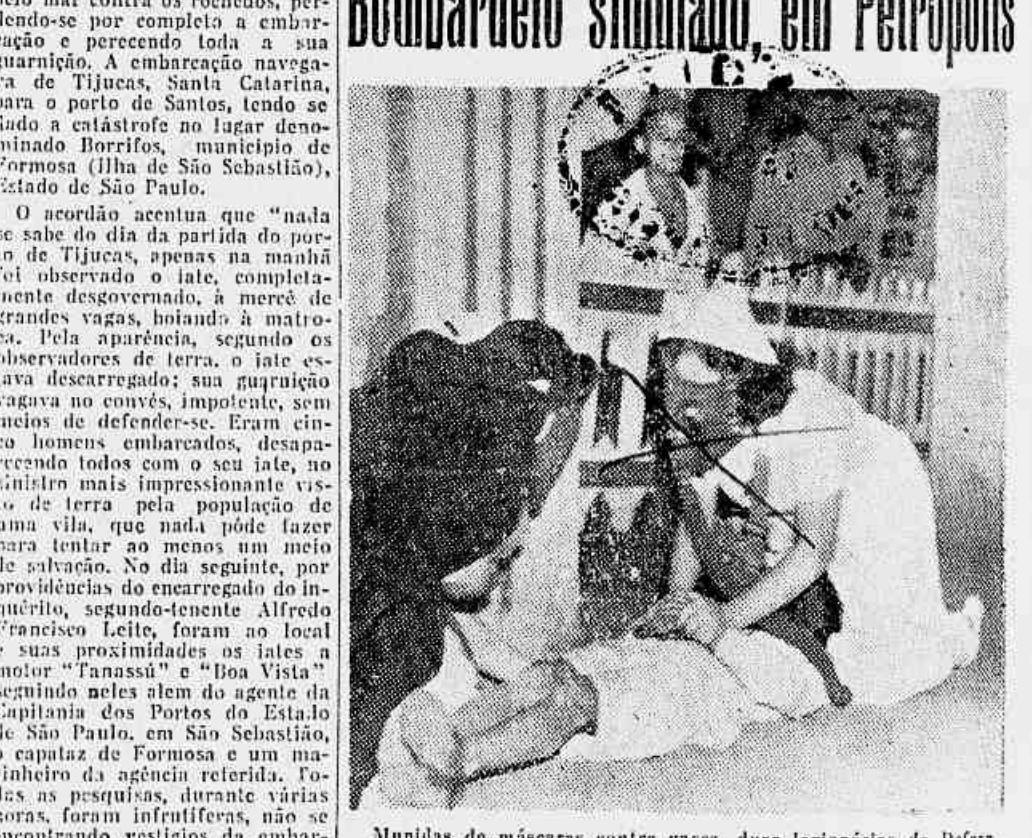 contra os rochedos, per-
dendo-se por completo a embar-
cação e perecendo toda a sua
guarnição. A embarcação navega-
ra de Tijucas, Santa Catarina,
para o porto de Santos, tendo se
dado a catástrofe no lugar deno-
minado Borrifos, municipio de
Formosa (Ilha de São Sebastião),
Estado de São Paulo.
O acordão acentua que "nada
se sabe do dia da partida do por-
to de Tijucas, apenas na manhã
foi observado o iate, completa-
mente desgovernado, à mercê de
grandes vagas, boiando à matro-
ca. Pela aparência, segundo os
observadores de terra, o iate es-
tava descarregado; sua guarnição
vagava no convés, impotente, sem
meios de defender-se. Eram cin-
co homens embarcados, desapa-
recendo todos com o seu iate, no
sinistro mais impressionante vis-
to de terra pela população de
uma vila, que nada pôde fazer
para tentar ao menos um meio
de salvação. No dia seguinte, por
providências do encarregado do in-
quérito, segundo-tenente Alfredo
Francisco Leite, foram ao local
e suas proximidades os iates a
motor "Tanassú" e "Boa Vista"
seguindo neles alem do agente da
Capitania dos Portos do Estado
de São Paulo, em São Sebastião,
o capataz de Formosa e um ma-
rinheiro da agência referida. To-
das as pesquisas, durante várias
horas, foram infrutiferas, não se
encontrando vestigios da embar-
Bombardeio simulado, em Petrópolis
Munidas de máscaras contra gases, duas legionárias da Defesa